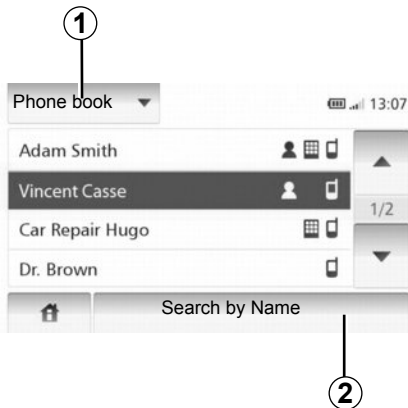 1
Phone book
13:07
Adam Smith
Vincent Casse
1/2
Car Repair Hugo
Dr. Brown
Search by Name
2